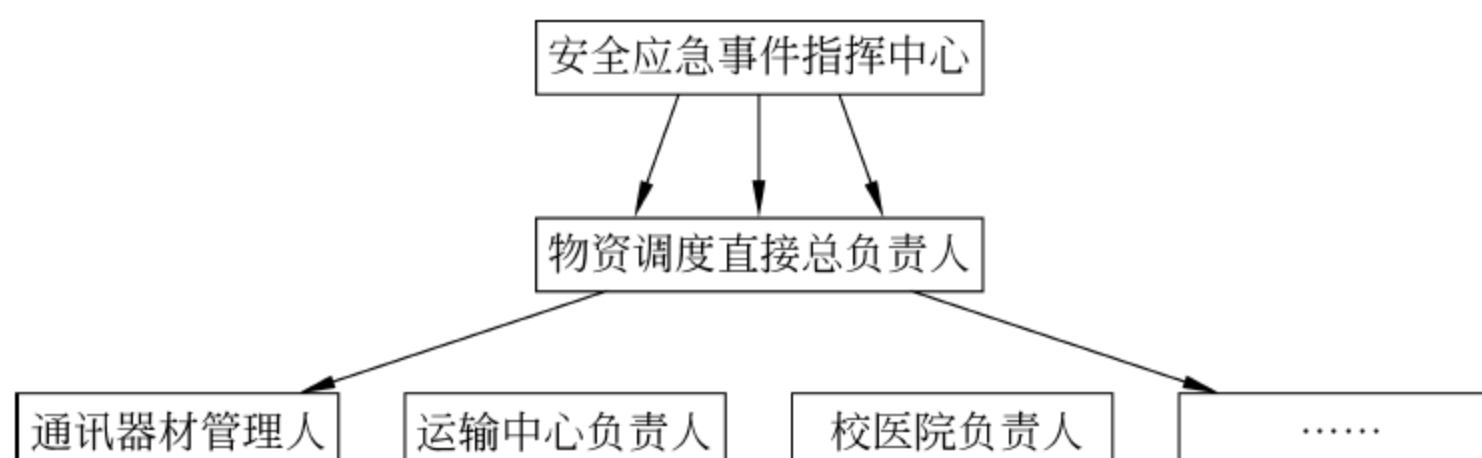 安全应急事件指挥中心
物资调度直接总负责人
通讯器材管理人
运输中心负责人
校医院负责人
……